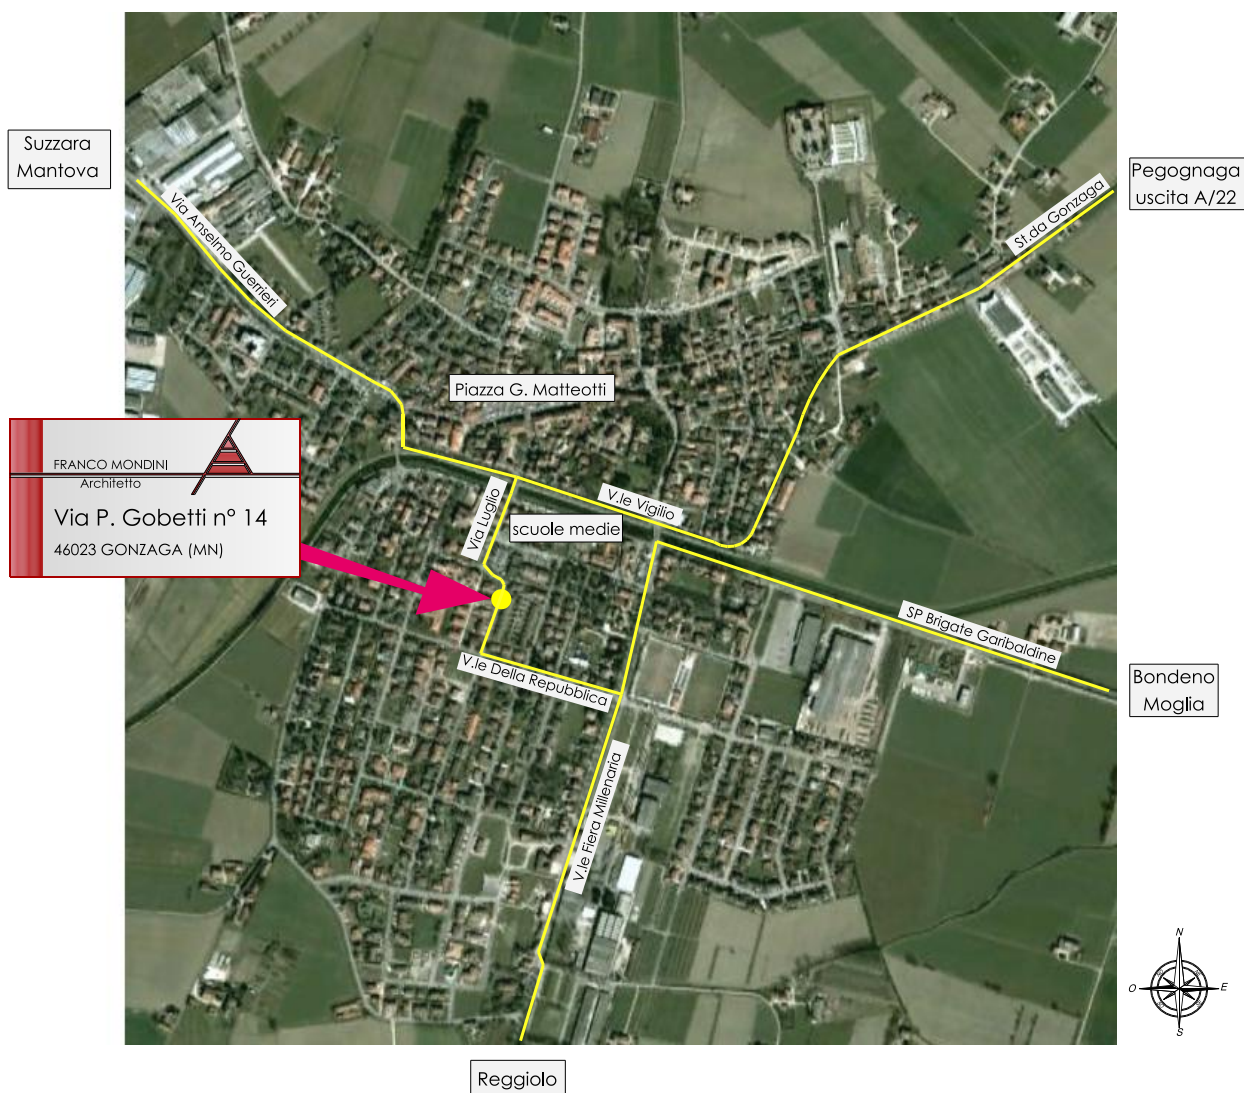 Suzzara
Mantova
Pegognaga
uscita A/22
Via Anselmo Guerrieri
St.da Gonzaga
Piazza G. Matteotti
FRANCO MONDINI
Architetto
Via P. Gobetti n° 14
46023 GONZAGA (MN)
Via Luglio
scuole medie
V.le Vigilio
SP Brigate Garibaldine
V.le Della Repubblica
Bondeno
Moglia
V.le Fiera Millenaria
N
O
E
S
Reggiolo